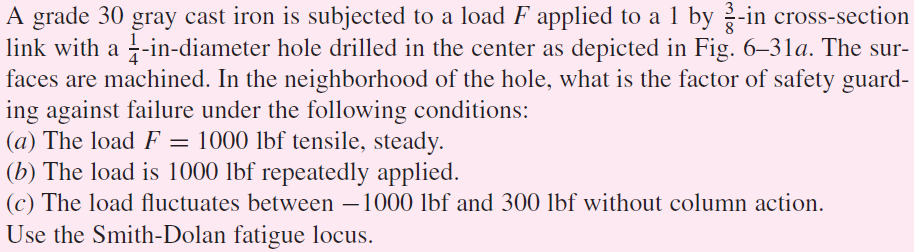 A grade 30 gray cast iron is subjected to a load F applied to a 1 by 3/8-in cross-section
link with a 1/4-in-diameter hole drilled in the center as depicted in Fig. 6–31a. The sur-
faces are machined. In the neighborhood of the hole, what is the factor of safety guard-
ing against failure under the following conditions:
(a) The load F = 1000 lbf tensile, steady.
(b) The load is 1000 lbf repeatedly applied.
(c) The load fluctuates between −1000 lbf and 300 lbf without column action.
Use the Smith-Dolan fatigue locus.